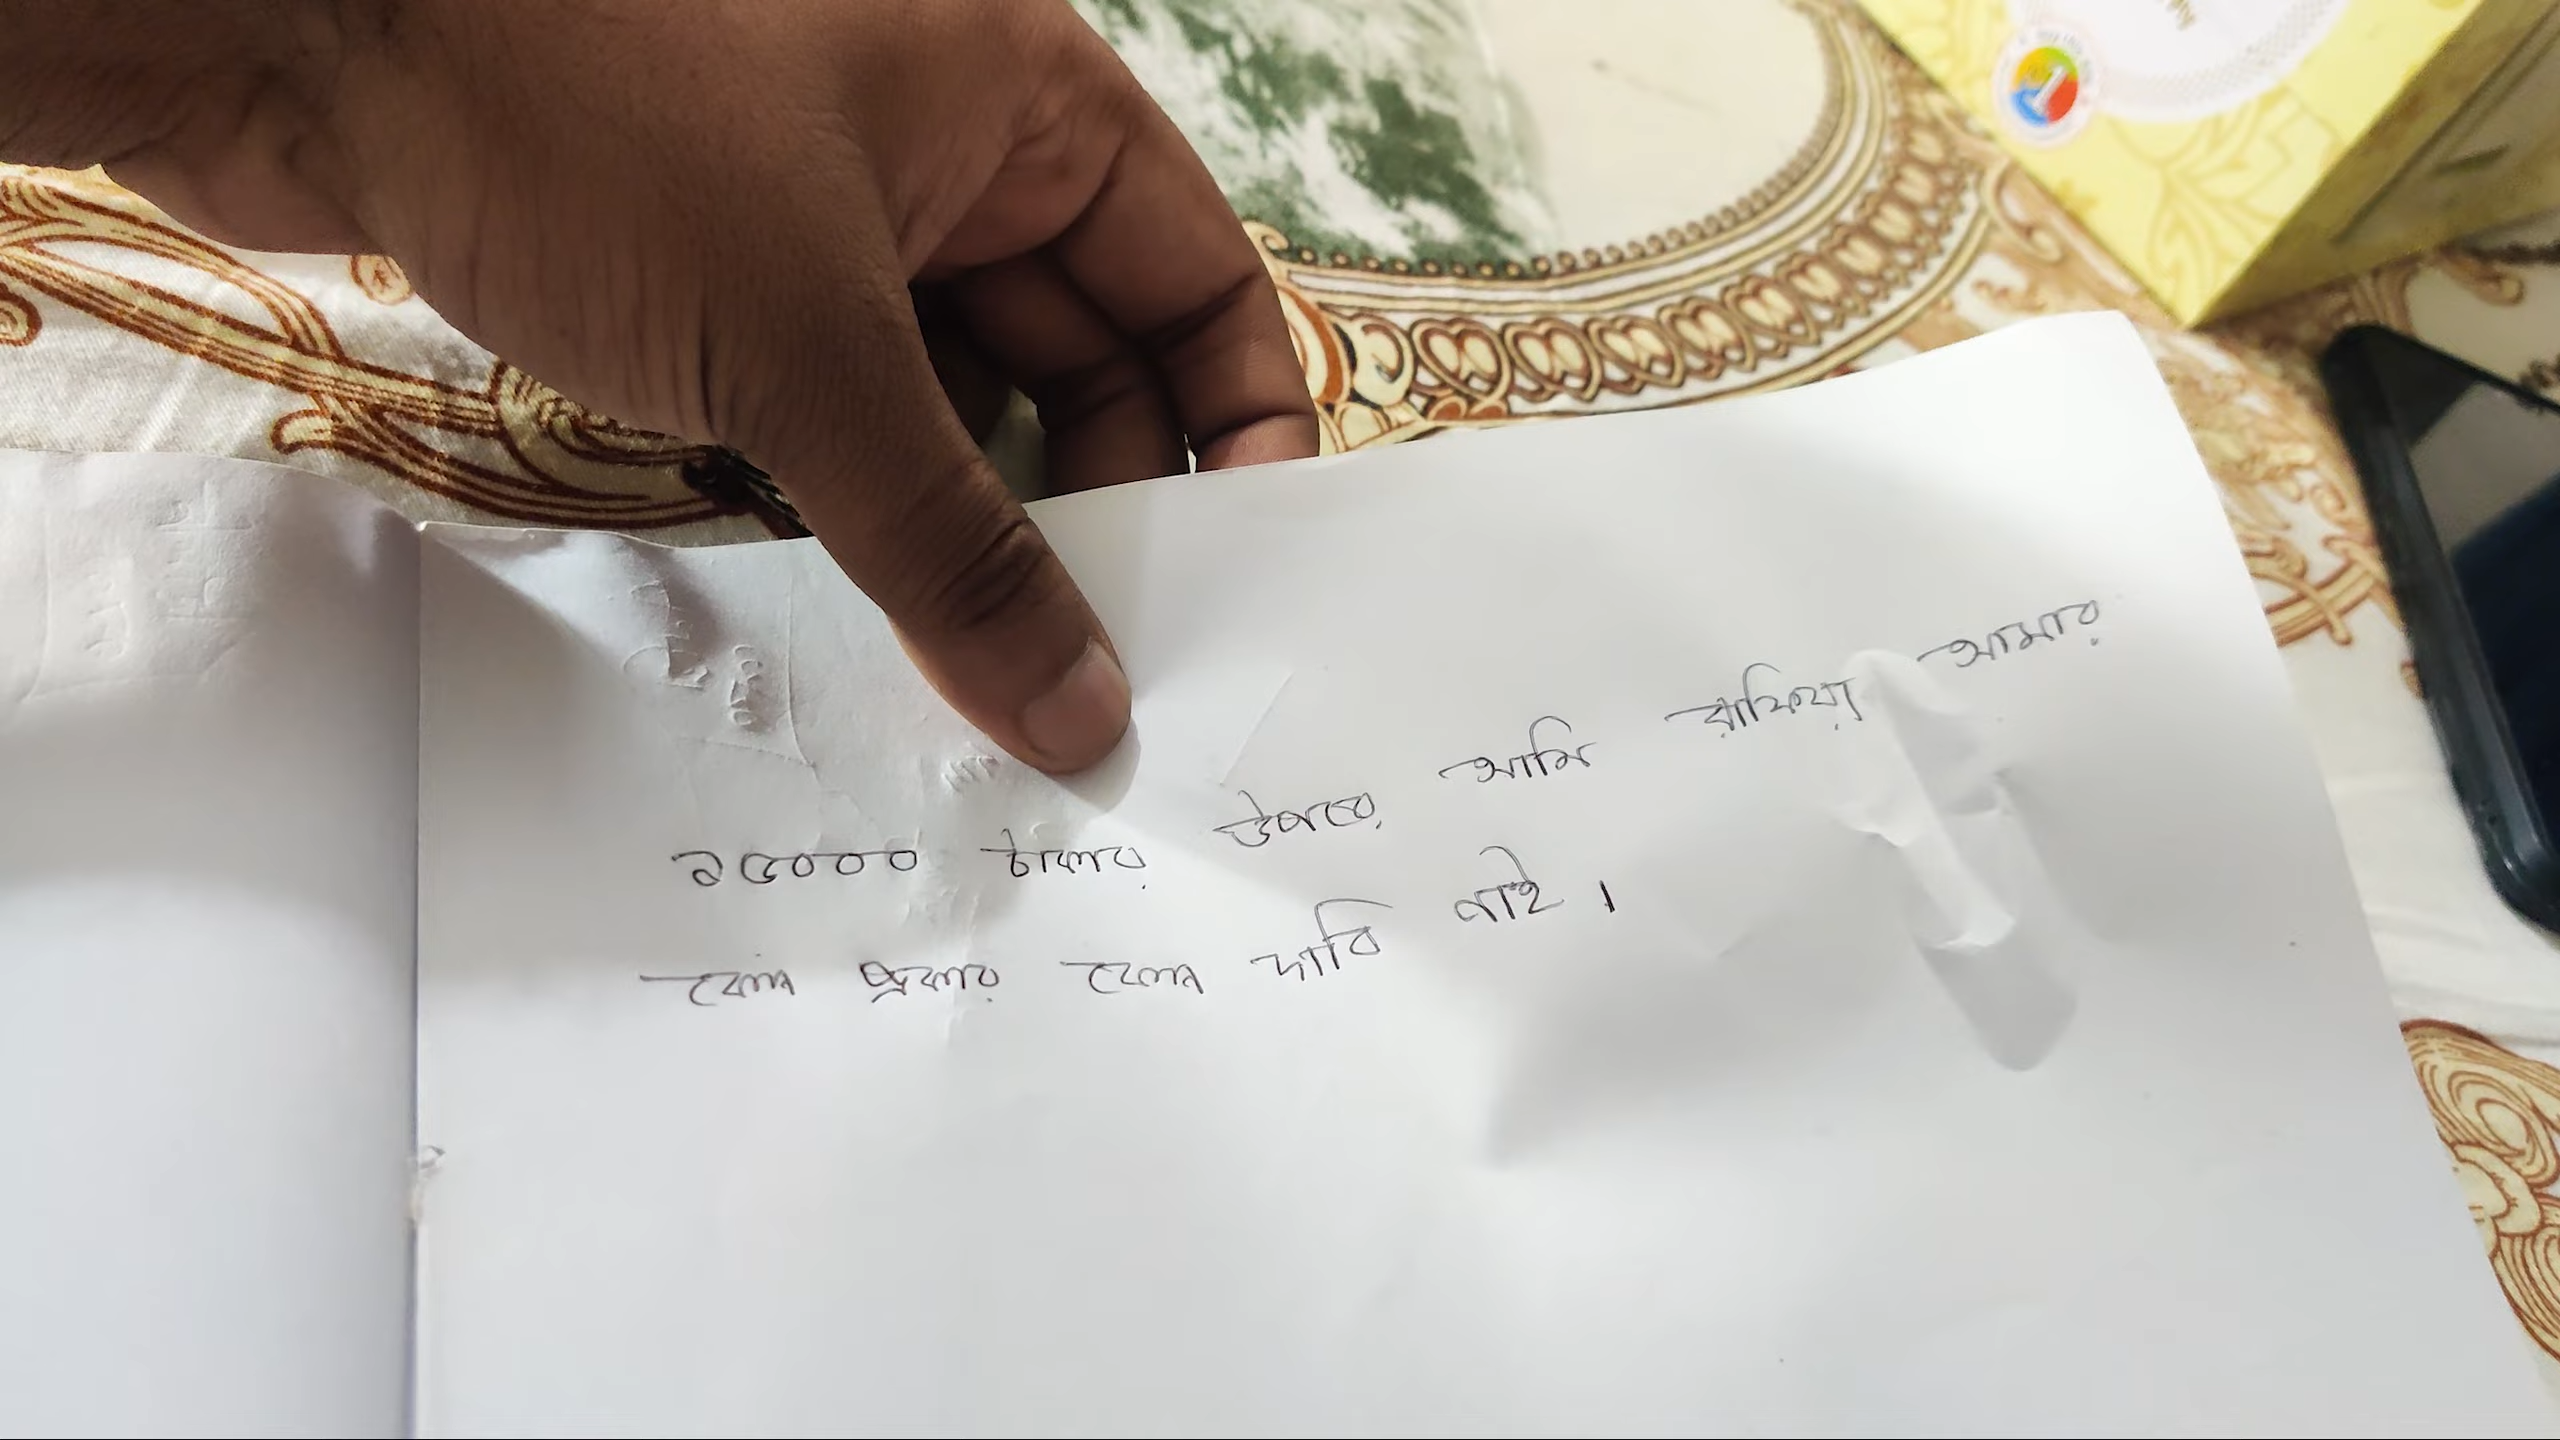 ২৫০০০ টাকার উপরে আমি রাফিয়া আমার
কোন প্রকার কোন দাবি নাই।